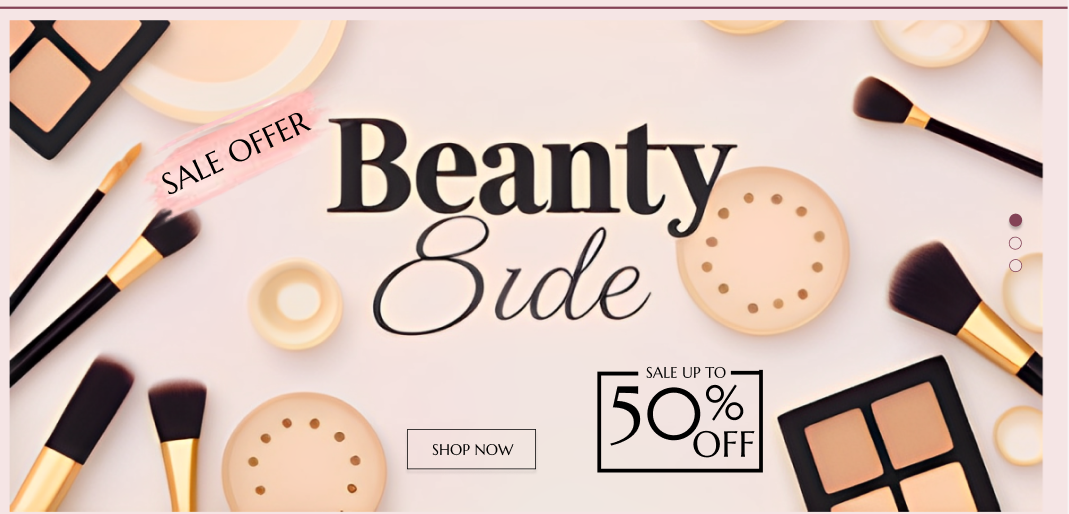 SALE OFFER
Beanty
Side
SALE UP TO
50%
OFF
SHOP NOW